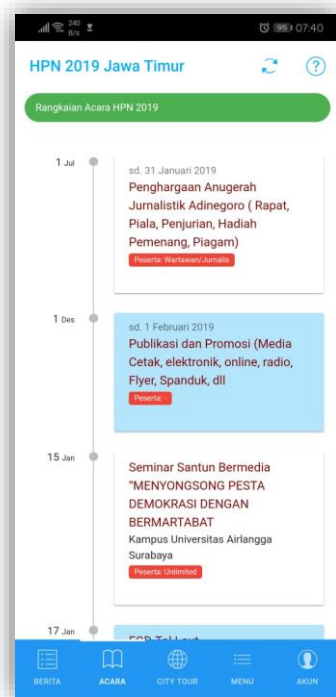 240
B/s
95
07:40
HPN 2019 Jawa Timur
?
Rangkaian Acara HPN 2019
1 Jul
sd. 31 Januari 2019
Penghargaan Anugerah
Jurnalistik Adinegoro ( Rapat,
Piala, Penjurian, Hadiah
Pemenang, Piagam)
Peserta: Wartawan/Jurnalis
1 Des
sd. 1 Februari 2019
Publikasi dan Promosi (Media
Cetak, elektronik, online, radio,
Flyer, Spanduk, dll
Peserta: -
15 Jan
Seminar Santun Bermedia
“MENYONGSONG PESTA
DEMOKRASI DENGAN
BERMARTABAT
Kampus Universitas Airlangga
Surabaya
Peserta: Unlimited
17 Jan
BERITA
ACARA
CITY TOUR
MENU
AKUN